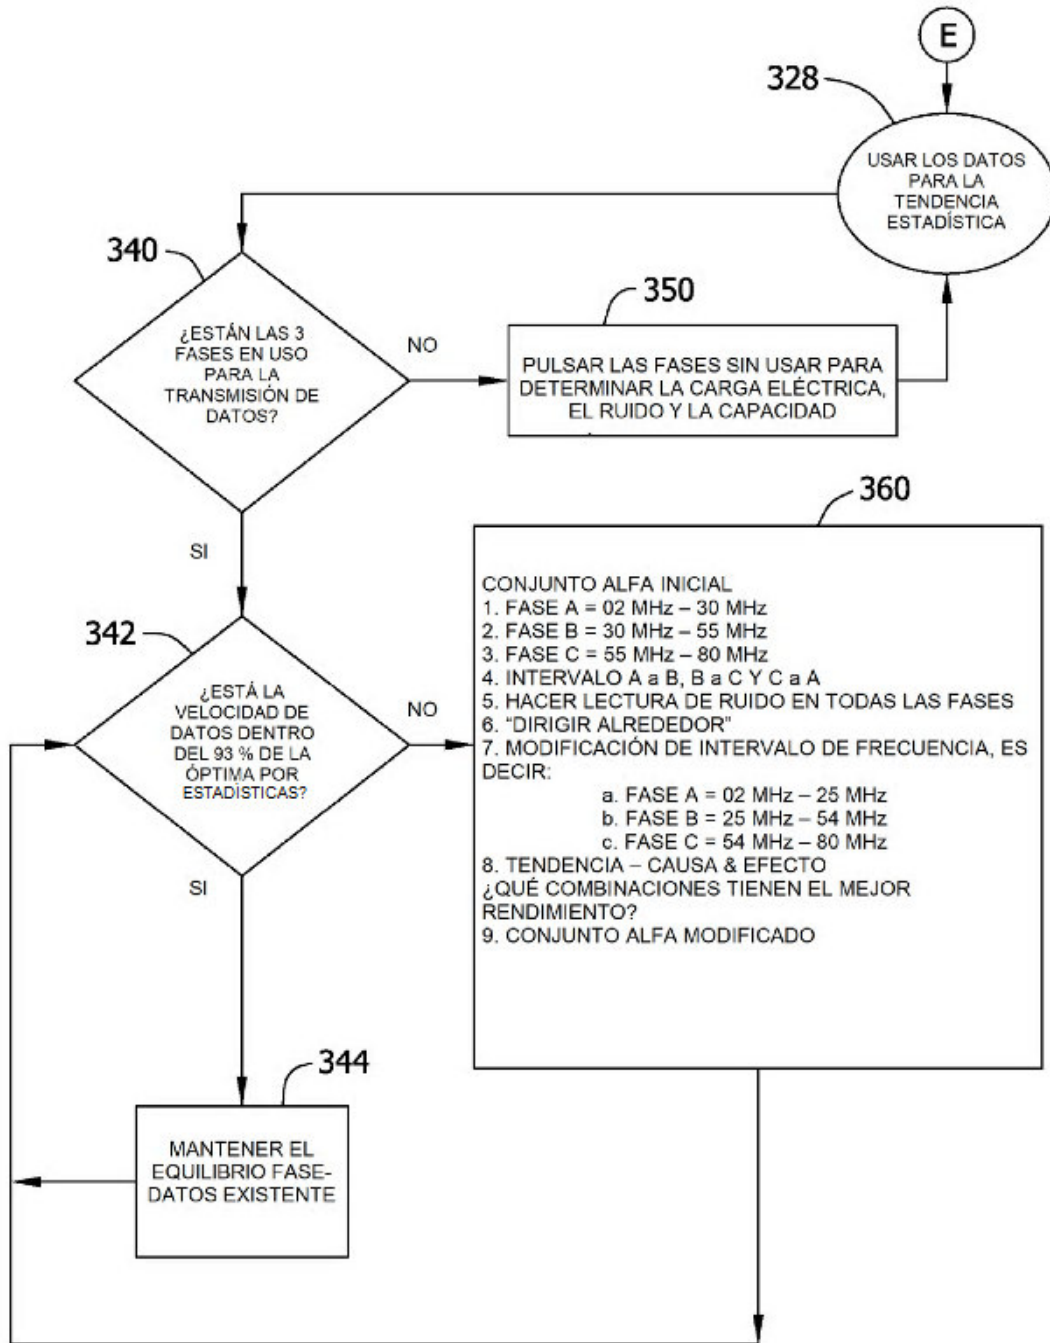 E
328
USAR LOS DATOS
PARA LA
TENDENCIA
ESTADÍSTICA
340
¿ESTÁN LAS 3
FASES EN USO
PARA LA
TRANSMISIÓN DE
DATOS?
NO
350
PULSAR LAS FASES SIN USAR PARA
DETERMINAR LA CARGA ELÉCTRICA,
EL RUIDO Y LA CAPACIDAD
SI
342
¿ESTÁ LA
VELOCIDAD DE
DATOS DENTRO
DEL 93 % DE LA
ÓPTIMA POR
ESTADÍSTICAS?
NO
360
CONJUNTO ALFA INICIAL
1. FASE A = 02 MHz – 30 MHz
2. FASE B = 30 MHz – 55 MHz
3. FASE C = 55 MHz – 80 MHz
4. INTERVALO A a B, B a C Y C a A
5. HACER LECTURA DE RUIDO EN TODAS LAS FASES
6. “DIRIGIR ALREDEDOR”
7. MODIFICACIÓN DE INTERVALO DE FRECUENCIA, ES
DECIR:
a. FASE A = 02 MHz – 25 MHz
b. FASE B = 25 MHz – 54 MHz
c. FASE C = 54 MHz – 80 MHz
8. TENDENCIA – CAUSA & EFECTO
¿QUÉ COMBINACIONES TIENEN EL MEJOR
RENDIMIENTO?
9. CONJUNTO ALFA MODIFICADO
SI
344
MANTENER EL
EQUILIBRIO FASE-
DATOS EXISTENTE